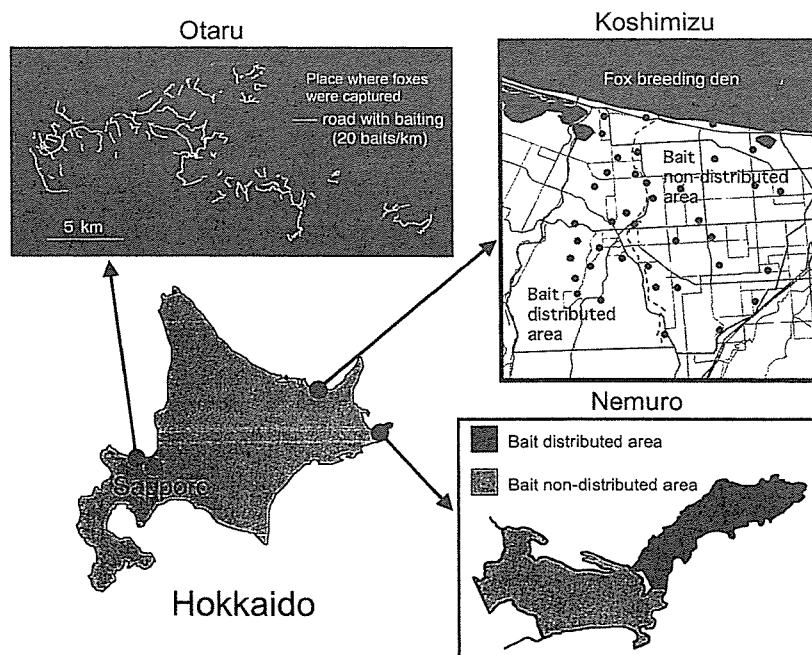 Otaru
Place where foxes
were captured
road with baiting
(20 baits/km)
5 km
Koshimizu
Fox breeding den
Bait
non-distributed
area
Bait
distributed
area
Sapporo
Hokkaido
Nemuro
Bait distributed area
Bait non-distributed area